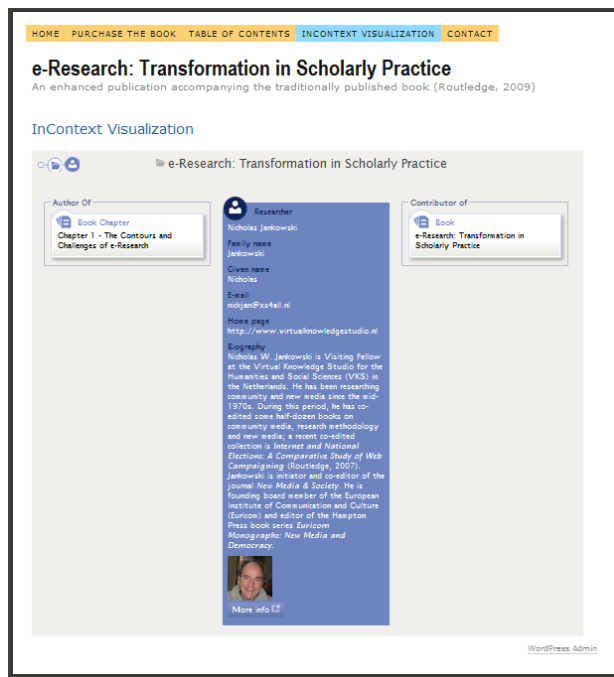 HOME PURCHASE THE BOOK TABLE OF CONTENTS INCONTEXT VISUALIZATION CONTACT
e-Research: Transformation in Scholarly Practice
An enhanced publication accompanying the traditionally published book (Routledge, 2009)
InContext Visualization
e-Research: Transformation in Scholarly Practice
Author Of
Book Chapter
Chapter 1 - The Contours and
Challenges of e-Research
Researcher
Nicholas Jankowski
Family name
Jankowski
Given name
Nicholas
E-mail
nickjan@xs4all.nl
Home page
http://www.virtualknowledgestudio.nl
Biography
Nicholas W. Jankowski is Visiting Fellow
at the Virtual Knowledge Studio for the
Humanities and Social Sciences (VKS) in
the Netherlands. He has been researching
community and new media since the mid-
1970s. During this period, he has co-
edited some half-dozen books on
community media, research methodology
and new media; a recent co-edited
collection is Internet and National
Elections: A Comparative Study of Web
Campaigning (Routledge, 2007).
Jankowski is initiator and co-editor of the
journal New Media & Society. He is
founding board member of the European
Institute of Communication and Culture
(Euricom) and editor of the Hampton
Press book series Euricom
Monographs: New Media and
Democracy.
More info
Contributor of
Book
e-Research: Transformation in
Scholarly Practice
WordPress Admin